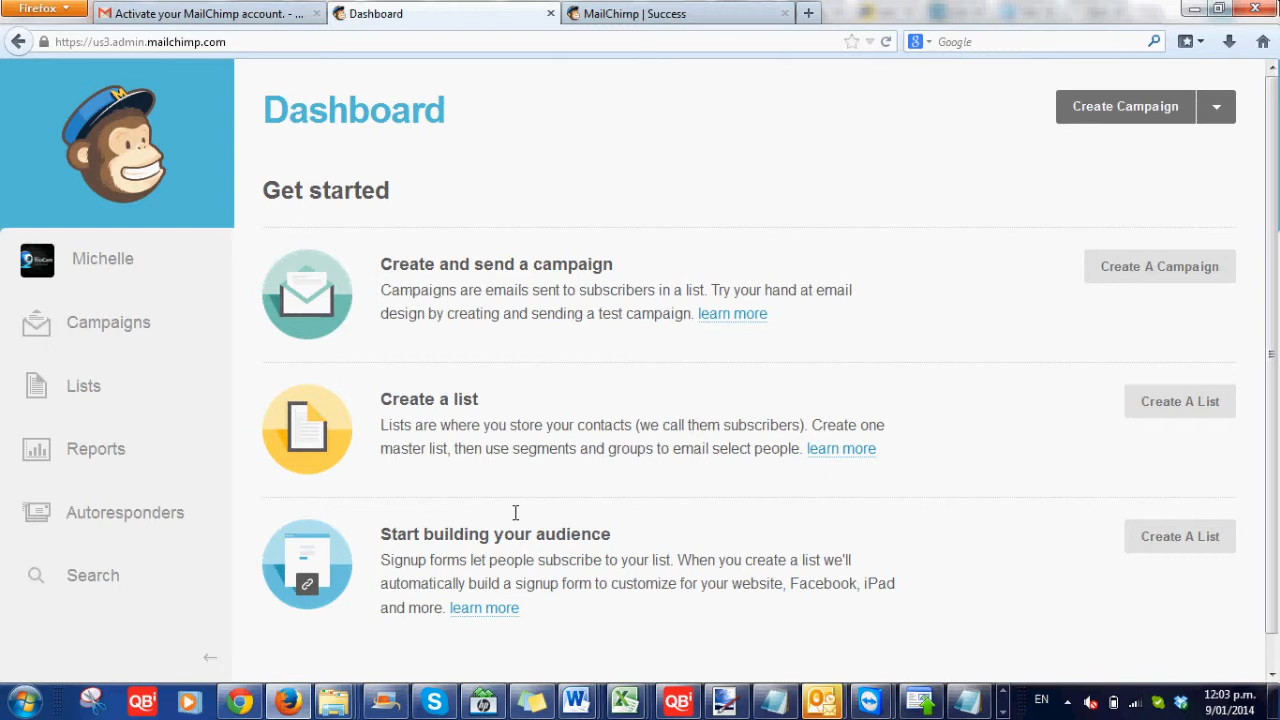 Firefox
Activate your MailChimp account. - ...
Dashboard
MailChimp | Success
https://us3.admin.mailchimp.com
Google
Dashboard
Create Campaign
Get started
Michelle
Campaigns
Lists
Reports
Autoresponders
Search
Create and send a campaign
Campaigns are emails sent to subscribers in a list. Try your hand at email
design by creating and sending a test campaign. learn more
Create A Campaign
Create a list
Lists are where you store your contacts (we call them subscribers). Create one
master list, then use segments and groups to email select people. learn more
Create A List
Start building your audience
Signup forms let people subscribe to your list. When you create a list we'll
automatically build a signup form to customize for your website, Facebook, iPad
and more. learn more
Create A List
EN
12:03 p.m.
9/01/2014